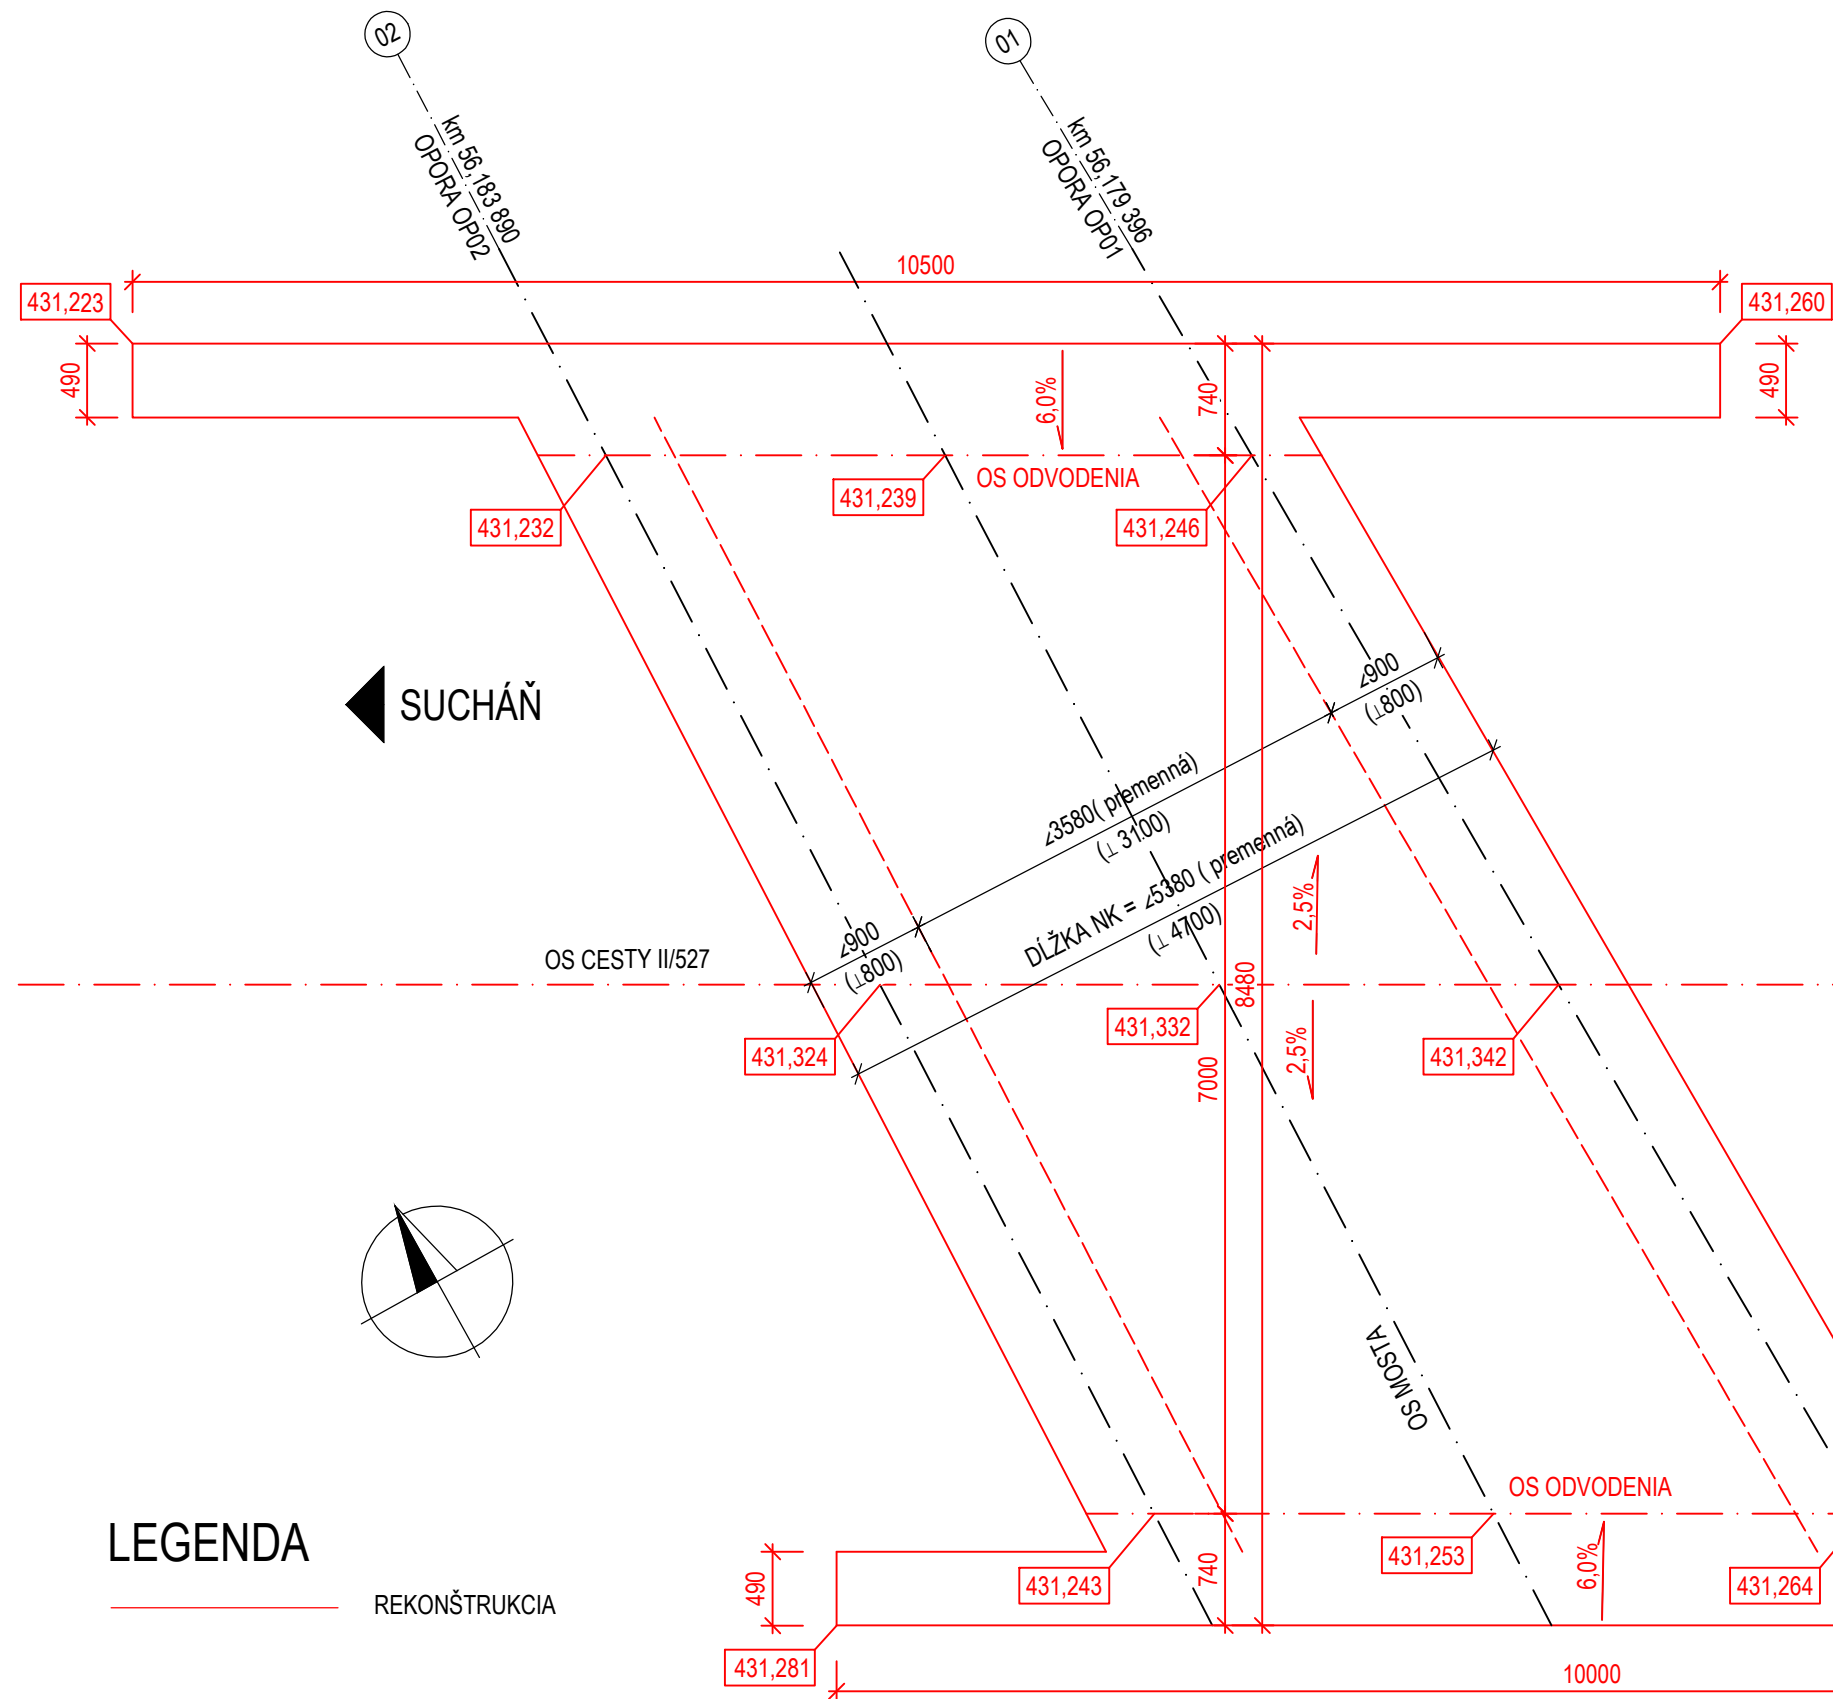 02
01
km 56,183 890
OPORA OP02
km 56,179 396
OPORA OP01
10500
431,223
431,260
490
6,0%
740
490
OS ODVODENIA
431,232
431,239
431,246
SUCHÁŇ
∠900
(⊥800)
∠3580( premenná)
(⊥ 3100)
DĹŽKA NK = ∠5380 ( premenná)
(⊥ 4700)
2,5%
∠900
(⊥800)
OS CESTY II/527
8480
431,324
431,332
7000
2,5%
431,342
OS MOSTA
OS ODVODENIA
LEGENDA
REKONŠTRUKCIA
490
431,243
740
431,253
6,0%
431,264
431,281
10000